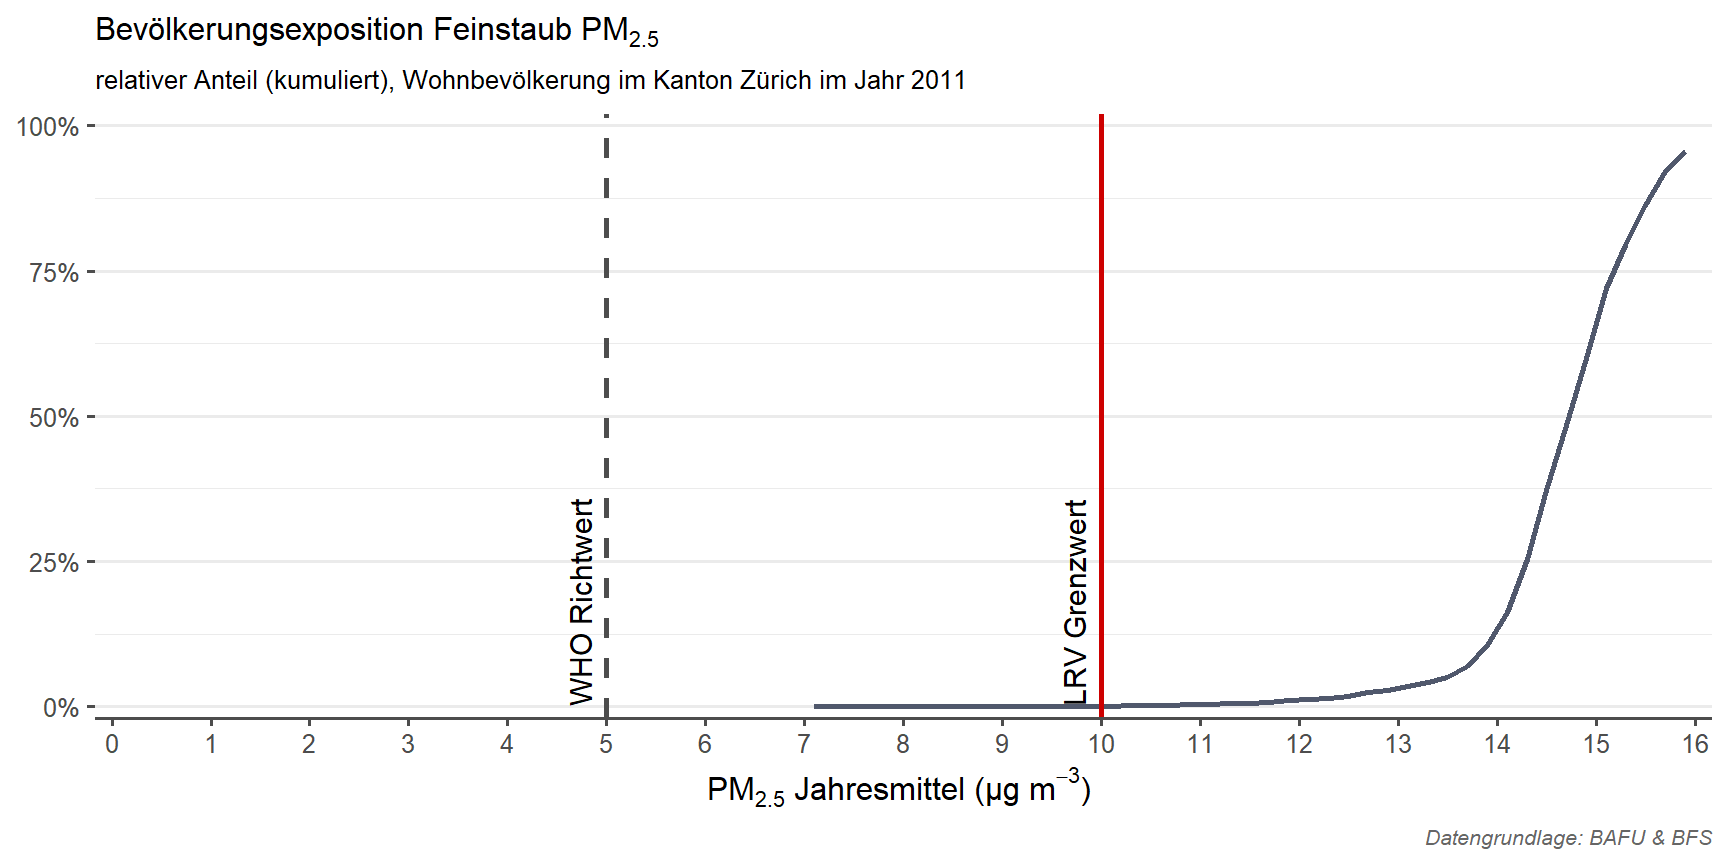 Bevölkerungsexposition Feinstaub PM₂.₅
relativer Anteil (kumuliert), Wohnbevölkerung im Kanton Zürich im Jahr 2011
100%
75%
50%
25%
0%
WHO Richtwert
LRV Grenzwert
0 1 2 3 4 5 6 7 8 9 10 11 12 13 14 15 16
PM₂.₅ Jahresmittel (µg m⁻³)
Datengrundlage: BAFU & BFS